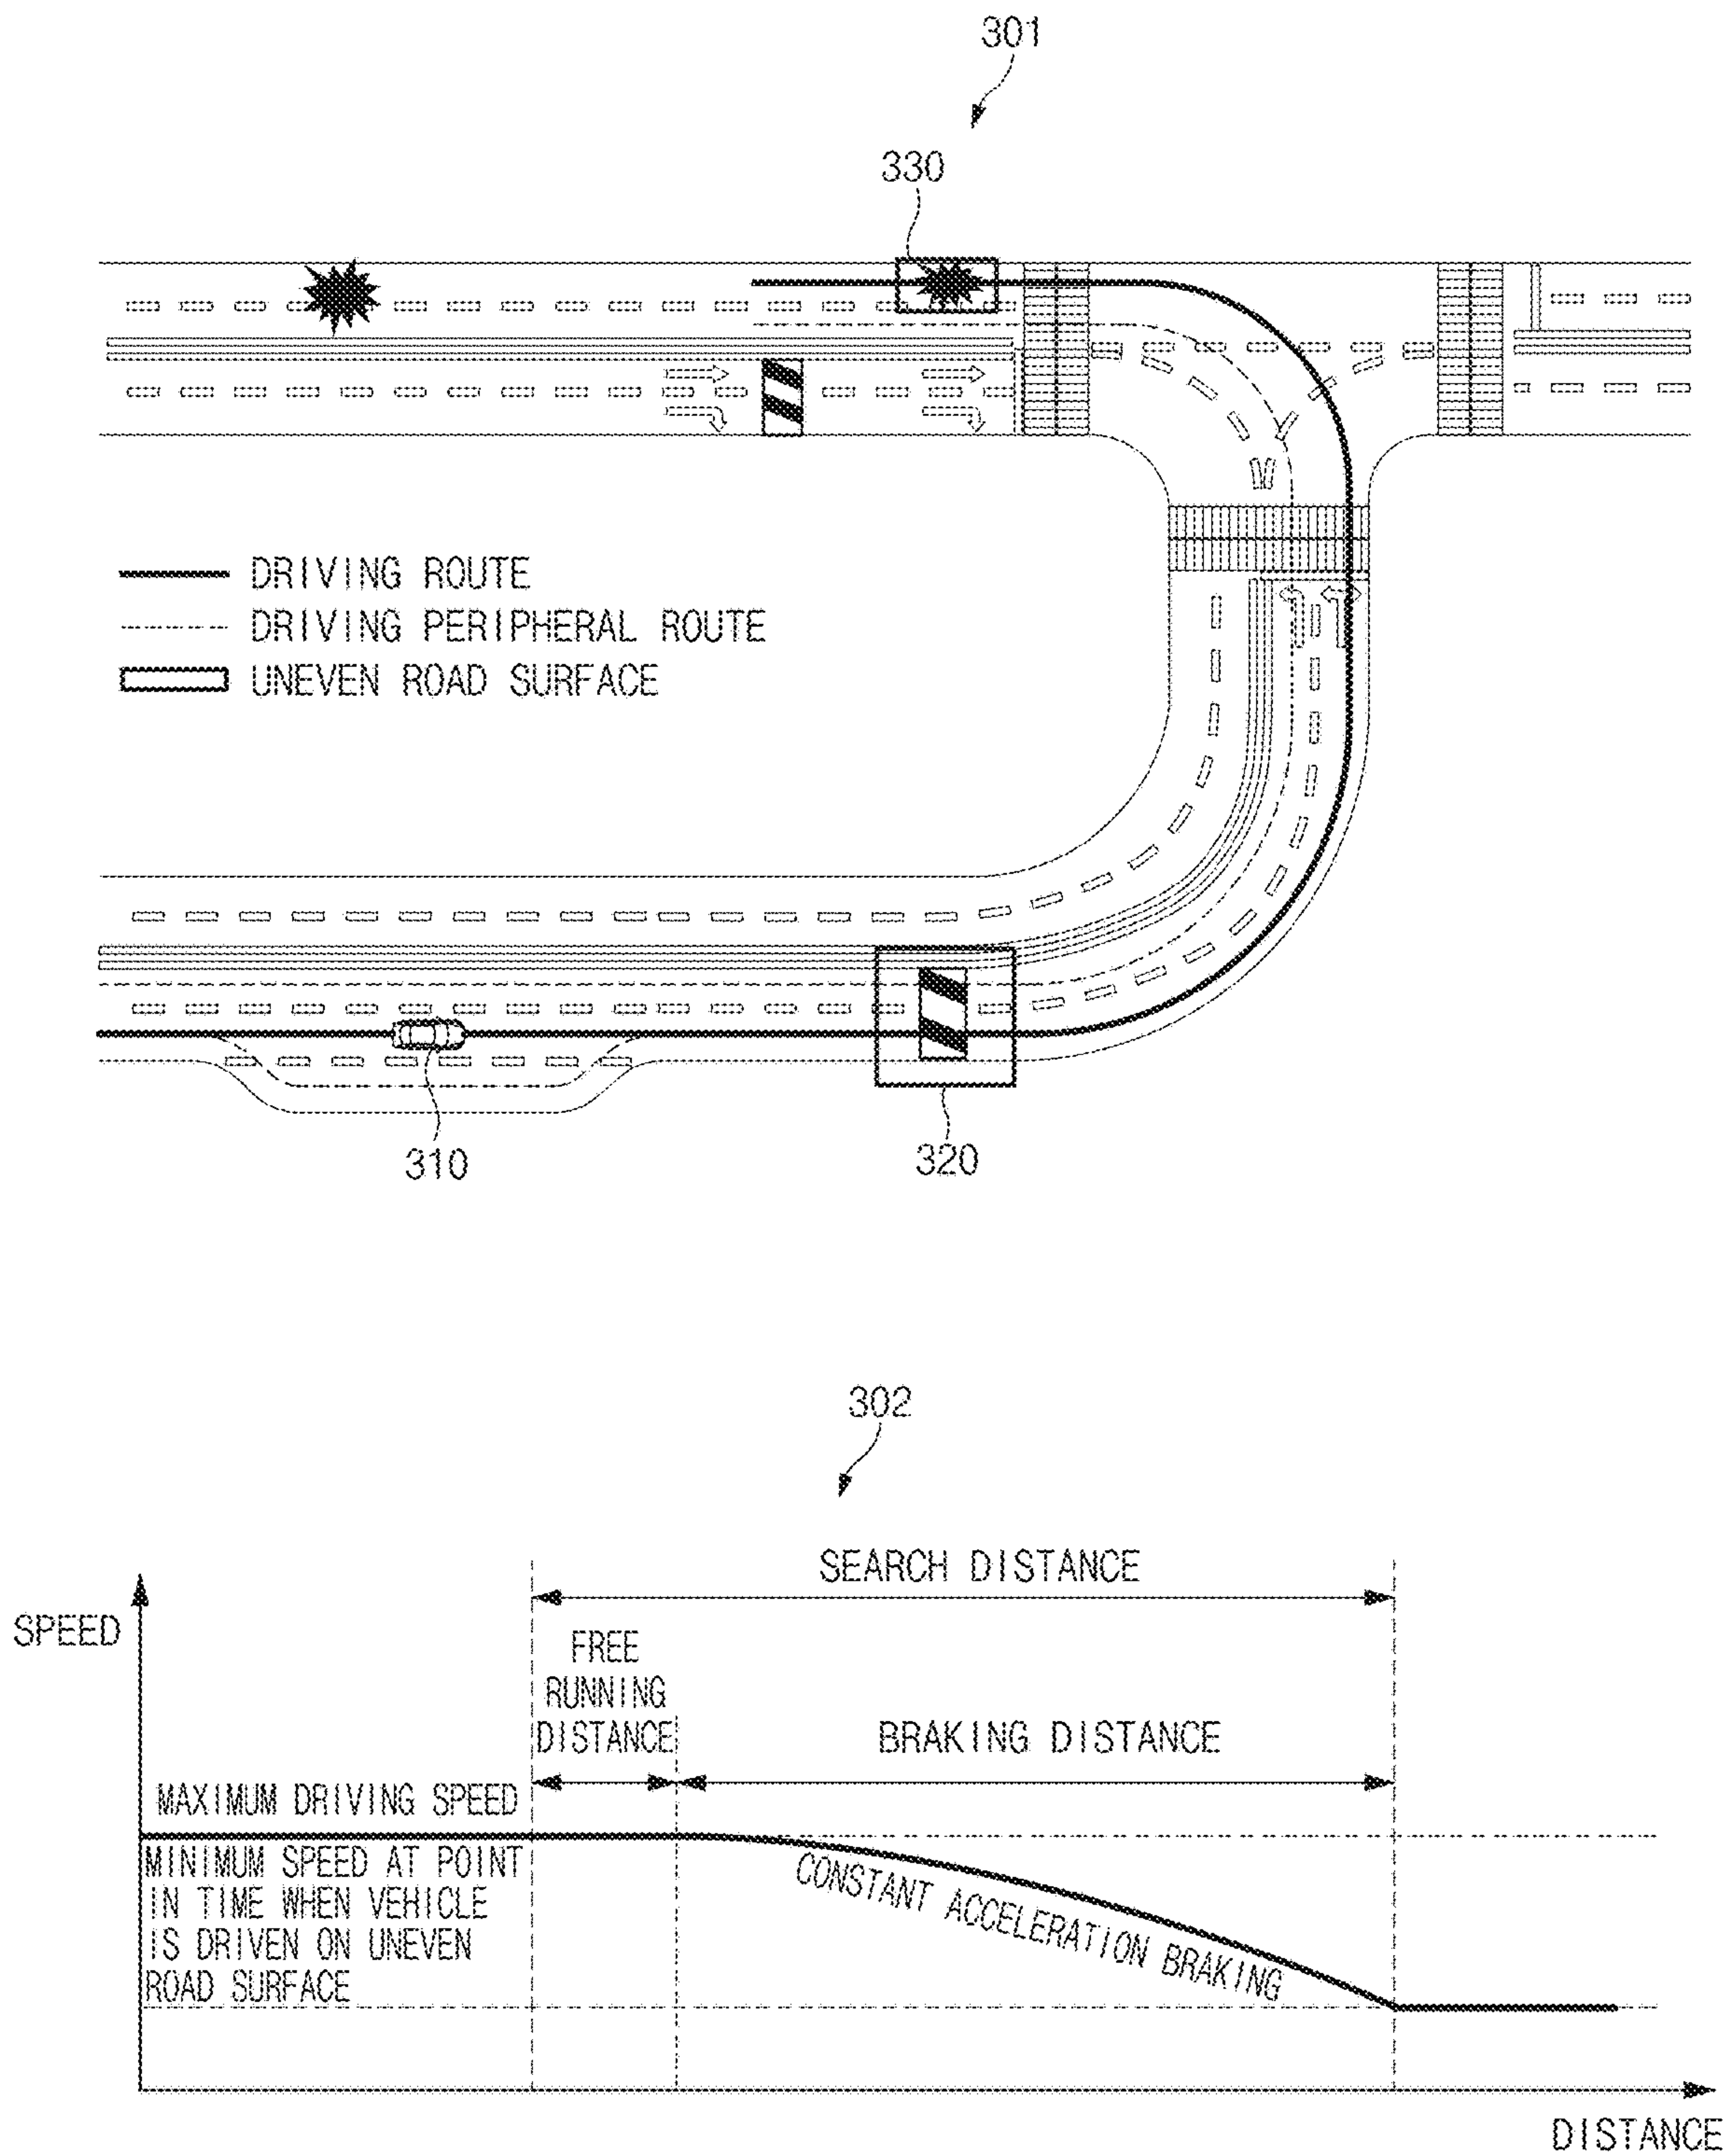 301
330
DRIVING ROUTE
DRIVING PERIPHERAL ROUTE
UNEVEN ROAD SURFACE
310
320
302
SEARCH DISTANCE
SPEED
FREE
RUNNING
DISTANCE
BRAKING DISTANCE
MAXIMUM DRIVING SPEED
MINIMUM SPEED AT POINT
IN TIME WHEN VEHICLE
IS DRIVEN ON UNEVEN
ROAD SURFACE
CONSTANT ACCELERATION BRAKING
DISTANCE